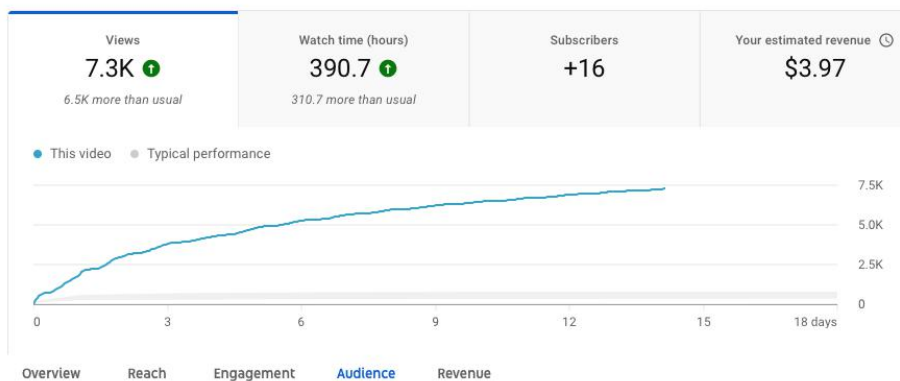 Views
7.3K
6.5K more than usual
Watch time (hours)
390.7
310.7 more than usual
Subscribers
+16
Your estimated revenue
$3.97
This video
Typical performance
7.5K
5.0K
2.5K
0
0 3 6 9 12 15 18 days
Overview Reach Engagement Audience Revenue